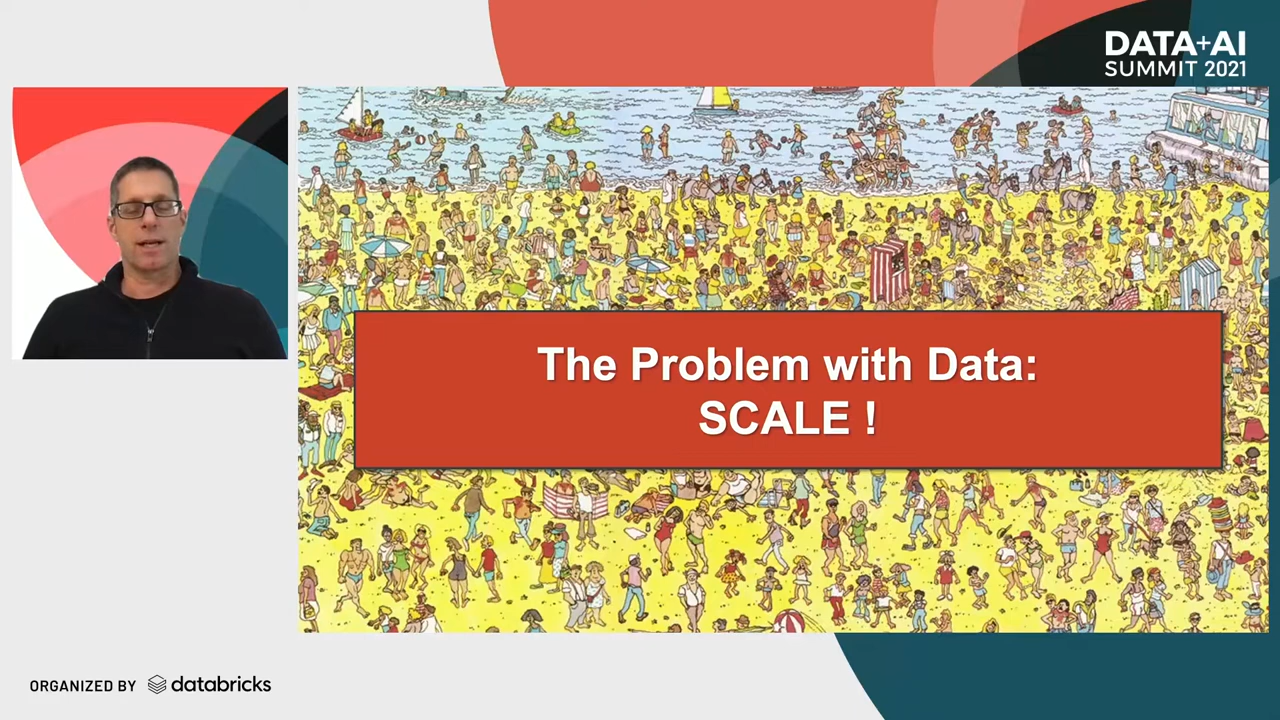 DATA+AI
SUMMIT 2021
The Problem with Data:
SCALE !
ORGANIZED BY databricks